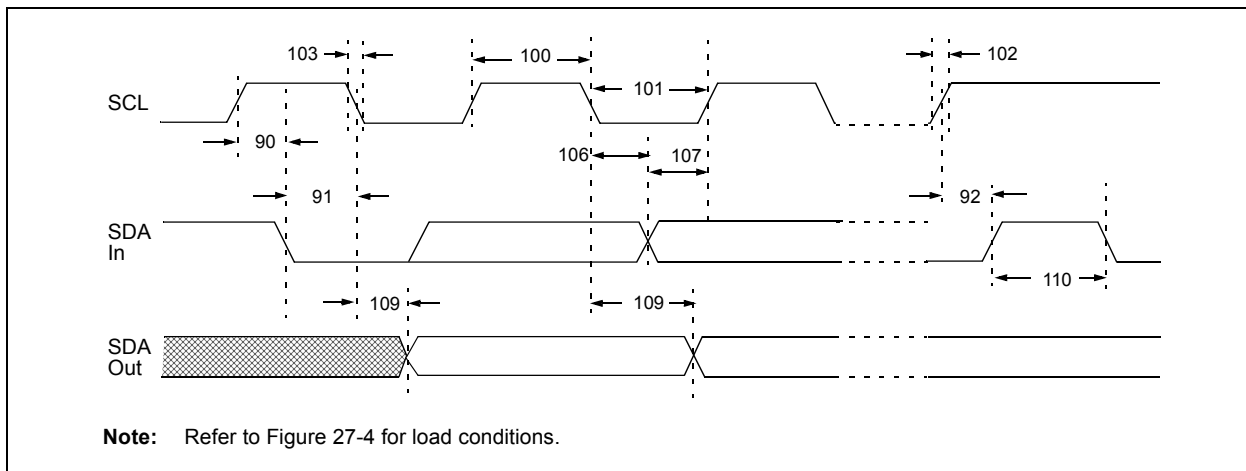 103
100
102
SCL
101
90
106
107
91
92
SDA
In
110
109
109
SDA
Out
Note: Refer to Figure 27-4 for load conditions.